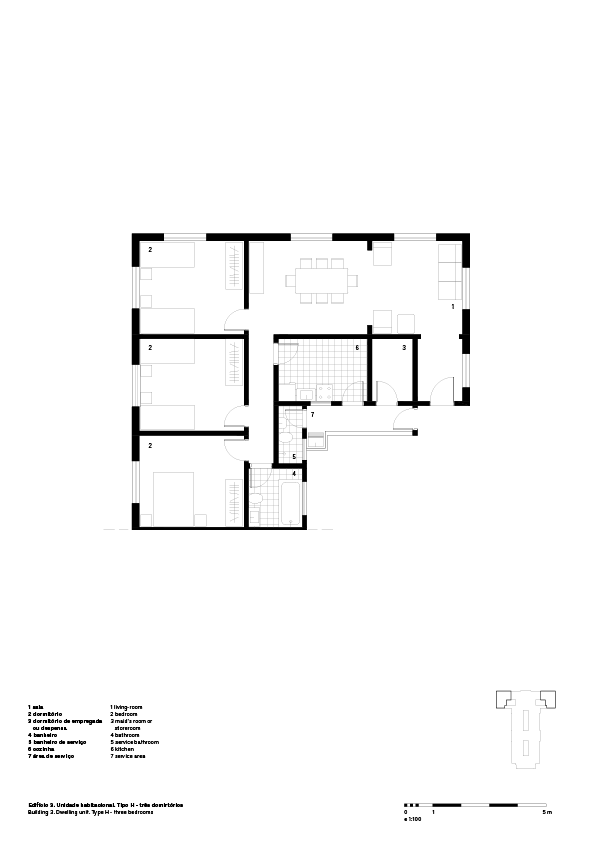 2
1
6
3
2
7
2
5
4
1 sala
2 dormitório
3 dormitório de empregada
ou despensa
4 banheiro
5 banheiro de serviço
6 cozinha
7 área de serviço
1 living-room
2 bedroom
3 maid's room or
storeroom
4 bathroom
5 service bathroom
6 kitchen
7 service area
Edifício 3. Unidade habitacional. Tipo H - três dormitórios
Building 3. Dwelling unit. Type H - three bedrooms
0 1 5 m
e 1:100